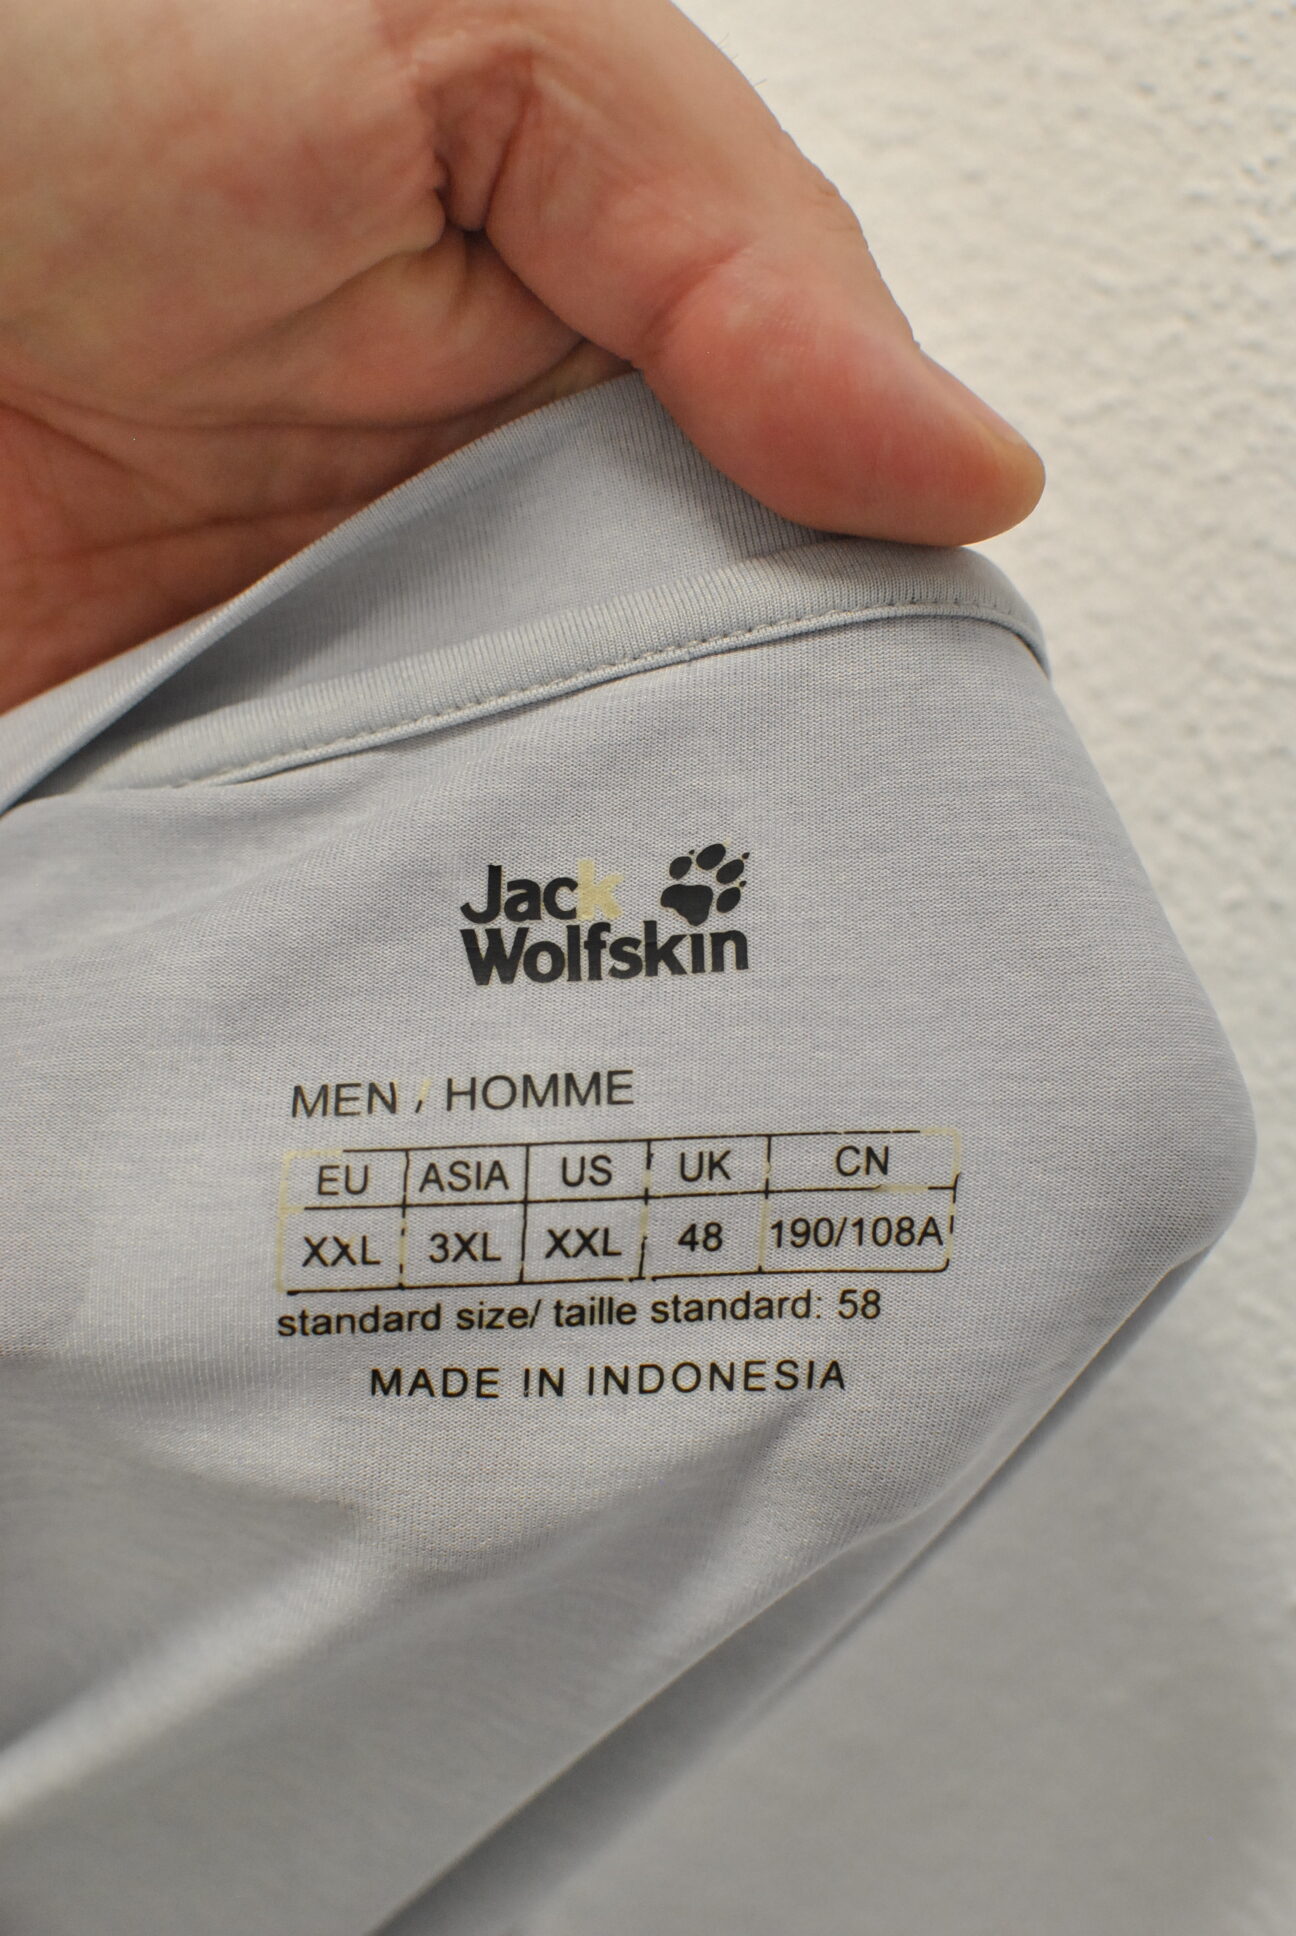 Jack
Wolfskin
MEN / HOMME
EU ASIA US UK CN
XXL 3XL XXL 48 190/108A
standard size/ taille standard: 58
MADE IN INDONESIA